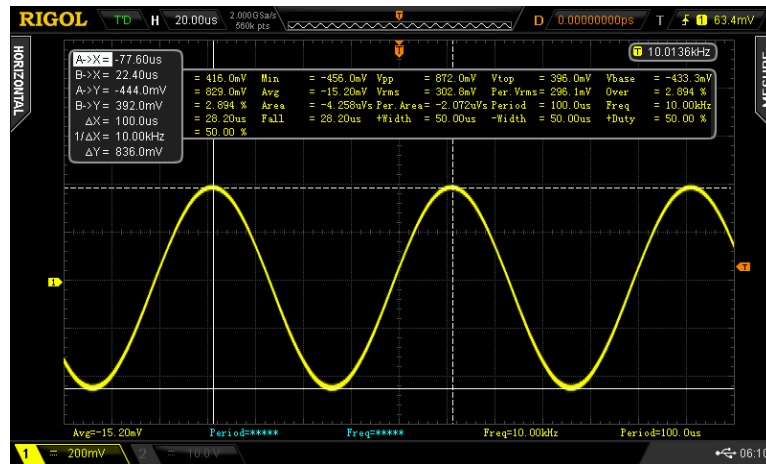 RIGOL T'D H 20.00us 2.000GSa/s 560k pts D 0.00000000ps T 1 63.4mV
HORIZONTAL
A->X= -77.60us
B->X= 22.40us
A->Y= -444.0mV
B->Y= 392.0mV
ΔX= 100.0us
1/ΔX= 10.00kHz
ΔY= 836.0mV
T 10.0136kHz
= 416.0mV Min = -456.0mV Vpp = 872.0mV Vtop = 396.0mV Vbase = -433.3mV
= 829.0mV Avg = -15.20mV Vrms = 302.8mV Per.Vrms= 296.1mV Over = 2.894 %
= 2.894 % Area = -4.258uVs Per.Area= -2.072uVs Period = 100.0us Freq = 10.00kHz
= 28.20us Fall = 28.20us +Width = 50.00us -Width = 50.00us +Duty = 50.00 %
= 50.00 %
T
1
T
Avg=-15.20mV Period=***** Freq=***** Freq=10.00kHz Period=100.0us
1 = 200mV 2 = 10.0V 06:10